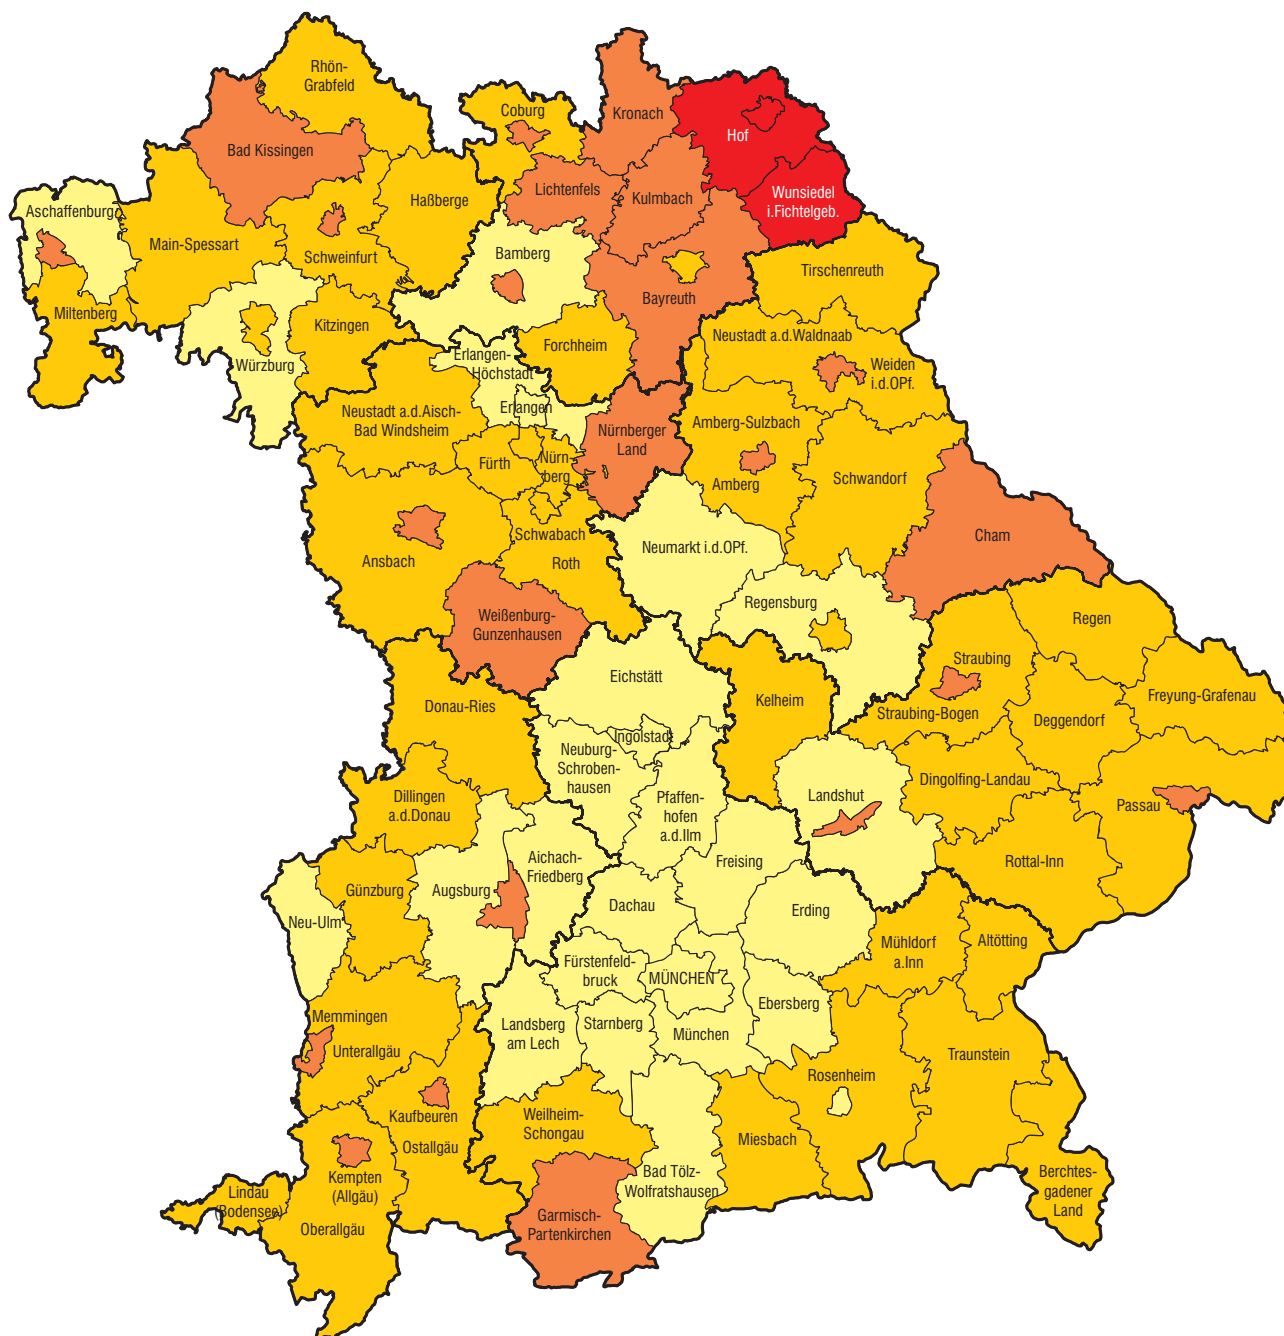 Rhön-
Grabfeld
Coburg
Kronach
Hof
Bad Kissingen
Lichtenfels
Kulmbach
Wunsiedel
i.Fichtelgeb.
Haßberge
Aschaffenburg
Main-Spessart
Schweinfurt
Bamberg
Bayreuth
Tirschenreuth
Miltenberg
Kitzingen
Forchheim
Neustadt a.d.Waldnaab
Würzburg
Erlangen-
Höchstadt
Weiden
i.d.OPf.
Erlangen
Neustadt a.d.Aisch-
Bad Windsheim
Nürnberger
Land
Amberg-Sulzbach
Fürth
Nürn-
berg
Amberg
Schwandorf
Schwabach
Cham
Ansbach
Roth
Neumarkt i.d.OPf.
Weißenburg-
Gunzenhausen
Regensburg
Regen
Straubing
Eichstätt
Freyung-Grafenau
Donau-Ries
Kelheim
Straubing-Bogen
Deggendorf
Ingolstadt
Neuburg-
Schroben-
hausen
Dingolfing-Landau
Dillingen
a.d.Donau
Pfaffen-
hofen
a.d.Ilm
Landshut
Passau
Aichach-
Friedberg
Freising
Rottal-Inn
Günzburg
Augsburg
Dachau
Erding
Neu-Ulm
Mühldorf
a.Inn
Altötting
Fürstenfeld-
bruck
MÜNCHEN
Ebersberg
Memmingen
Landsberg
am Lech
Starnberg
München
Unterallgäu
Traunstein
Rosenheim
Kaufbeuren
Weilheim-
Schongau
Ostallgäu
Miesbach
Kempten
(Allgäu)
Bad Tölz-
Wolfratshausen
Berchtes-
gadener
Land
Lindau
(Bodensee)
Oberallgäu
Garmisch-
Partenkirchen